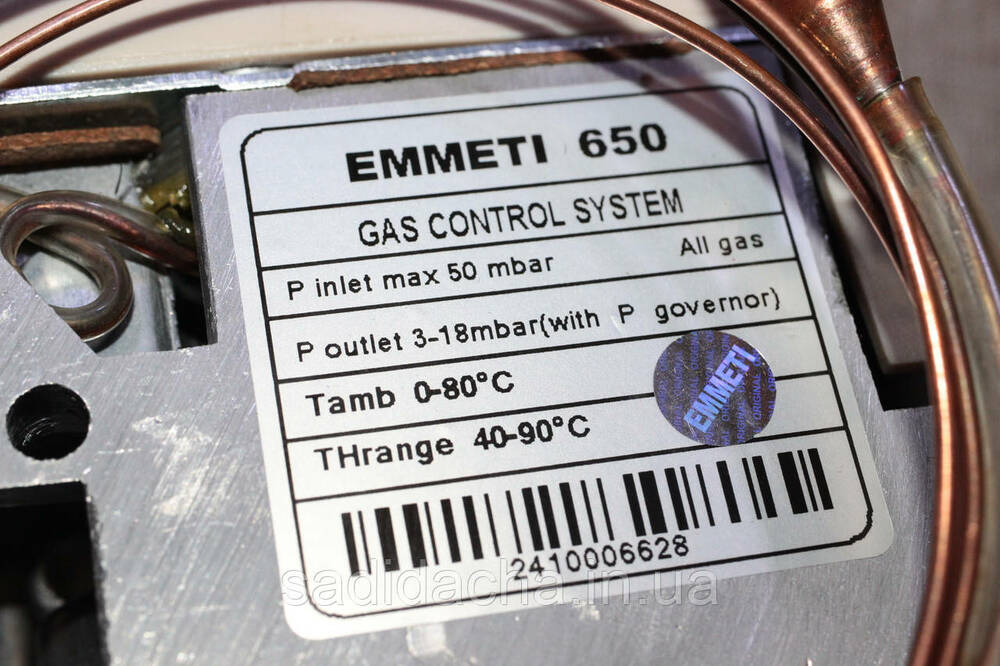 EMMETI 650
GAS CONTROL SYSTEM
P inlet max 50 mbar All gas
P outlet 3-18mbar(with P governor)
Tamb 0-80°C
THrange 40-90°C
EMMETI
ORIGINAL
2410006628
sadidacha.in.ua